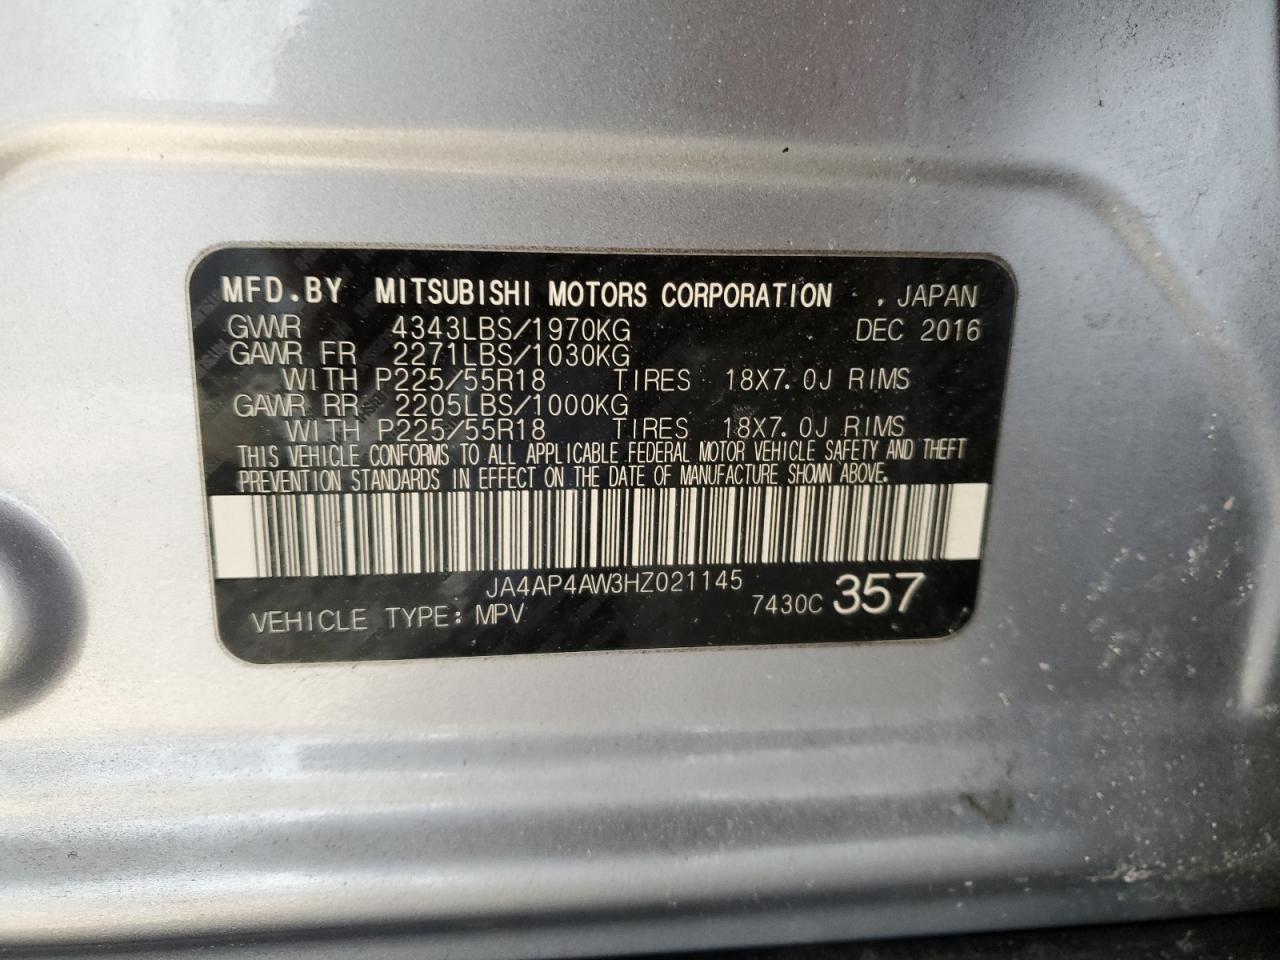 MFD.BY MITSUBISHI MOTORS CORPORATION , JAPAN
GVWR 4343LBS/1970KG DEC 2016
GAWR FR 2271LBS/1030KG
WITH P225/55R18 TIRES 18X7.0J RIMS
GAWR RR 2205LBS/1000KG
WITH P225/55R18 TIRES 18X7.0J RIMS
THIS VEHICLE CONFORMS TO ALL APPLICABLE FEDERAL MOTOR VEHICLE SAFETY AND THEFT
PREVENTION STANDARDS IN EFFECT ON THE DATE OF MANUFACTURE SHOWN ABOVE.
JA4AP4AW3HZ021145
VEHICLE TYPE: MPV 7430C 357